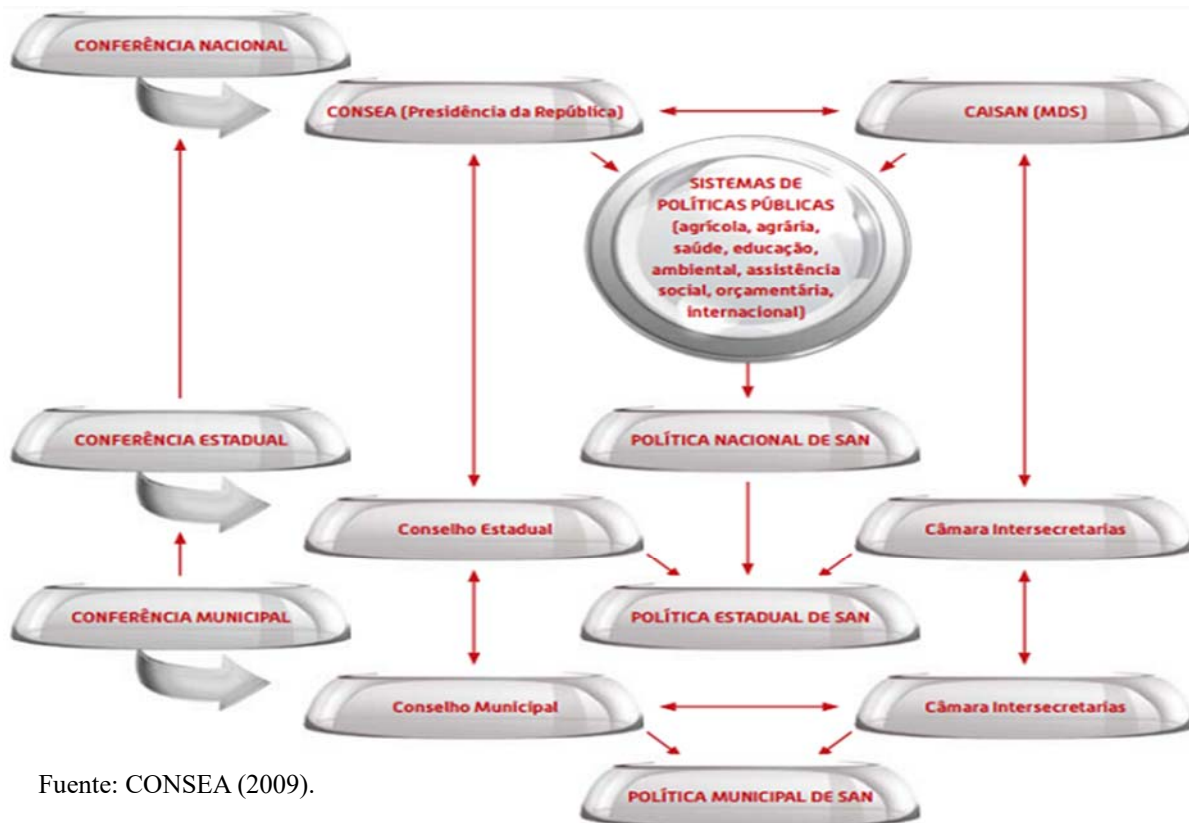 CONFERÊNCIA NACIONAL
CONSEA (Presidência da República)
CAISAN (MDS)
SISTEMAS DE
POLÍTICAS PÚBLICAS
(agrícola, agrária,
saúde, educação,
ambiental, assistência
social, orçamentária,
internacional)
CONFERÊNCIA ESTADUAL
POLÍTICA NACIONAL DE SAN
Conselho Estadual
Câmara Intersecretarias
CONFERÊNCIA MUNICIPAL
POLÍTICA ESTADUAL DE SAN
Conselho Municipal
Câmara Intersecretarias
POLÍTICA MUNICIPAL DE SAN
Fuente: CONSEA (2009).